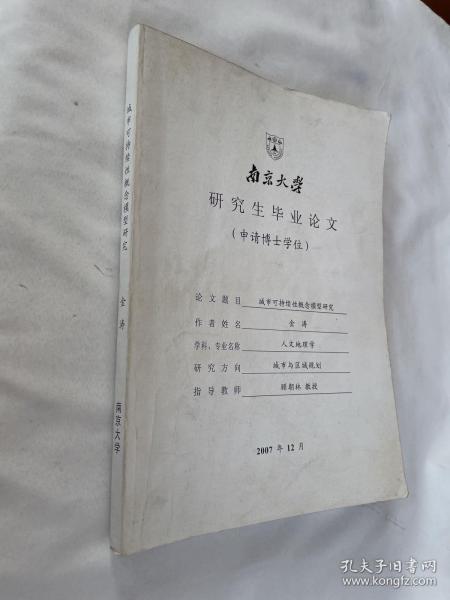 城市可持续性概念模型研究
金涛
南京大学
南京大学
研究生毕业论文
(申请博士学位)
论文题目 城市可持续性概念模型研究
作者姓名 金涛
学科、专业名称 人文地理学
研究方向 城市与区域规划
指导教师 顾朝林 教授
2007年12月
孔夫子旧书网
www.kongfz.com